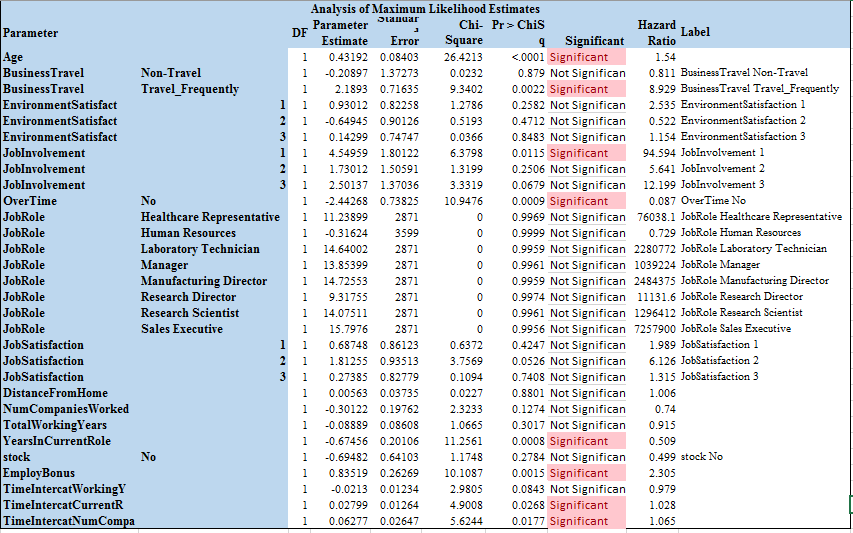 Analysis of Maximum Likelihood Estimates
Parameter DF Parameter Estimate Standar Error Chi-Square Pr > ChiS q Significant Hazard Ratio Label
Age 1 0.43192 0.08403 26.4213 <.0001 Significant 1.54
BusinessTravel Non-Travel 1 -0.20897 1.37273 0.0232 0.879 Not Significan 0.811 BusinessTravel Non-Travel
BusinessTravel Travel_Frequently 1 2.1893 0.71635 9.3402 0.0022 Significant 8.929 BusinessTravel Travel_Frequently
EnvironmentSatisfact 1 1 0.93012 0.82258 1.2786 0.2582 Not Significan 2.535 EnvironmentSatisfaction 1
EnvironmentSatisfact 2 1 -0.64945 0.90126 0.5193 0.4712 Not Significan 0.522 EnvironmentSatisfaction 2
EnvironmentSatisfact 3 1 0.14299 0.74747 0.0366 0.8483 Not Significan 1.154 EnvironmentSatisfaction 3
JobInvolvement 1 1 4.54959 1.80122 6.3798 0.0115 Significant 94.594 JobInvolvement 1
JobInvolvement 2 1 1.73012 1.50591 1.3199 0.2506 Not Significan 5.641 JobInvolvement 2
JobInvolvement 3 1 2.50137 1.37036 3.3319 0.0679 Not Significan 12.199 JobInvolvement 3
OverTime No 1 -2.44268 0.73825 10.9476 0.0009 Significant 0.087 OverTime No
JobRole Healthcare Representative 1 11.23899 2871 0 0.9969 Not Significan 76038.1 JobRole Healthcare Representative
JobRole Human Resources 1 -0.31624 3599 0 0.9999 Not Significan 0.729 JobRole Human Resources
JobRole Laboratory Technician 1 14.64002 2871 0 0.9959 Not Significan 2280772 JobRole Laboratory Technician
JobRole Manager 1 13.85399 2871 0 0.9961 Not Significan 1039224 JobRole Manager
JobRole Manufacturing Director 1 14.72553 2871 0 0.9959 Not Significan 2484375 JobRole Manufacturing Director
JobRole Research Director 1 9.31755 2871 0 0.9974 Not Significan 11131.6 JobRole Research Director
JobRole Research Scientist 1 14.07511 2871 0 0.9961 Not Significan 1296412 JobRole Research Scientist
JobRole Sales Executive 1 15.7976 2871 0 0.9956 Not Significan 7257900 JobRole Sales Executive
JobSatisfaction 1 1 0.68748 0.86123 0.6372 0.4247 Not Significan 1.989 JobSatisfaction 1
JobSatisfaction 2 1 1.81255 0.93513 3.7569 0.0526 Not Significan 6.126 JobSatisfaction 2
JobSatisfaction 3 1 0.27385 0.82779 0.1094 0.7408 Not Significan 1.315 JobSatisfaction 3
DistanceFromHome 1 0.00563 0.03735 0.0227 0.8801 Not Significan 1.006
NumCompaniesWorked 1 -0.30122 0.19762 2.3233 0.1274 Not Significan 0.74
TotalWorkingYears 1 -0.08889 0.08608 1.0665 0.3017 Not Significan 0.915
YearsInCurrentRole 1 -0.67456 0.20106 11.2561 0.0008 Significant 0.509
stock No 1 -0.69482 0.64103 1.1748 0.2784 Not Significan 0.499 stock No
EmployBonus 1 0.83519 0.26269 10.1087 0.0015 Significant 2.305
TimeIntercatWorkingY 1 -0.0213 0.01234 2.9805 0.0843 Not Significan 0.979
TimeIntercatCurrentR 1 0.02799 0.01264 4.9008 0.0268 Significant 1.028
TimeIntercatNumCompa 1 0.06277 0.02647 5.6244 0.0177 Significant 1.065